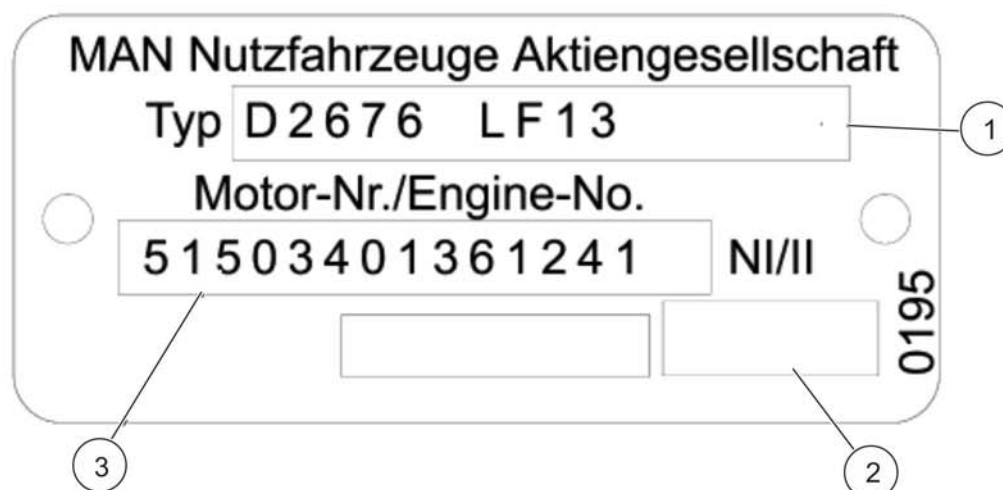 MAN Nutzfahrzeuge Aktiengesellschaft
Typ D2676 LF13
1
Motor-Nr./Engine-No.
51503401361241 NI/II
0195
3
2